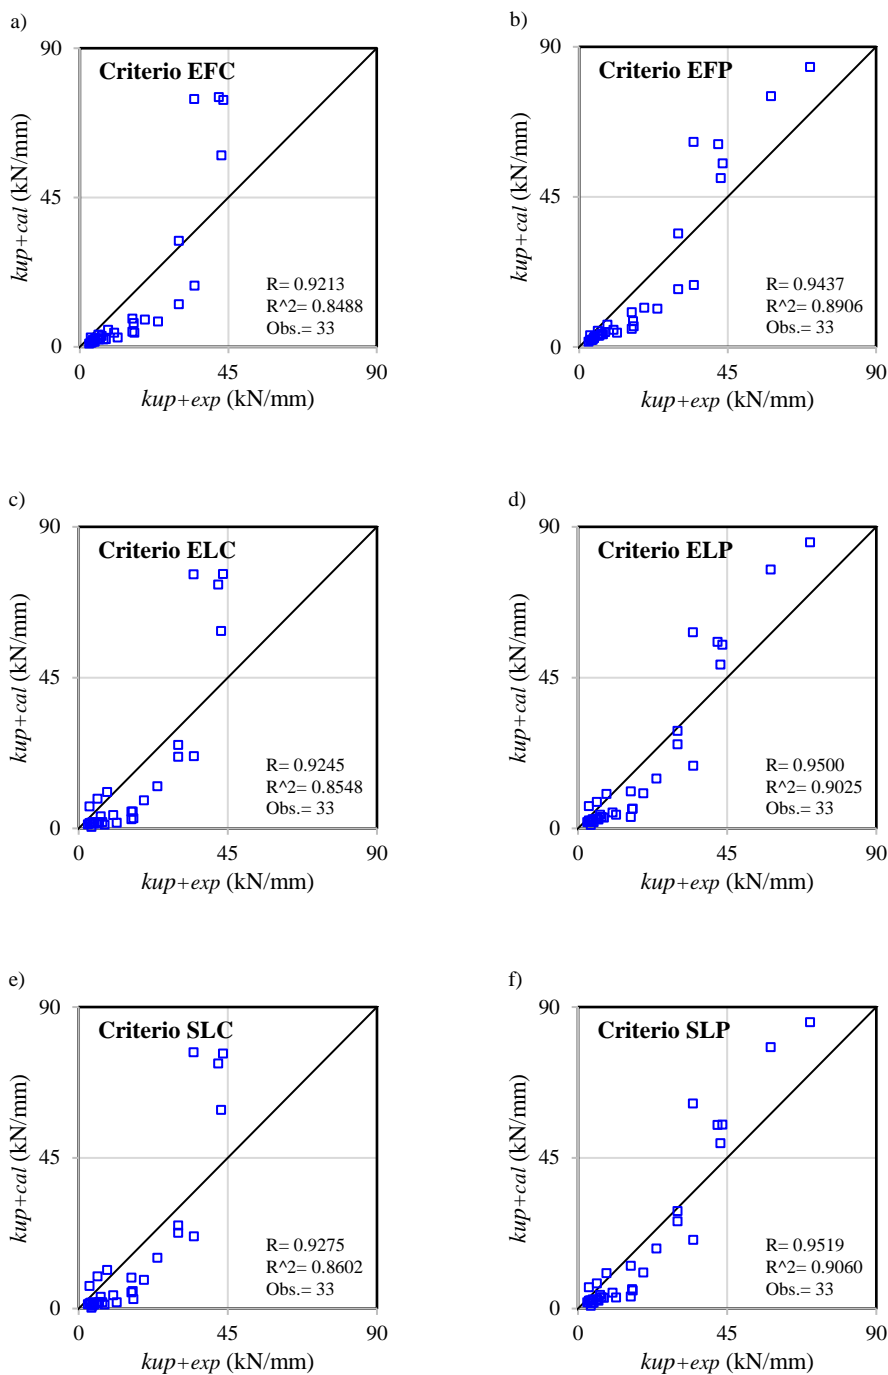 a)
90
Criterio EFC
kup+cal (kN/mm)
45
R= 0.9213
R^2= 0.8488
Obs.= 33
0
0
45
90
kup+exp (kN/mm)
b)
90
Criterio EFP
kup+cal (kN/mm)
45
R= 0.9437
R^2= 0.8906
Obs.= 33
0
0
45
90
kup+exp (kN/mm)
c)
90
Criterio ELC
kup+cal (kN/mm)
45
R= 0.9245
R^2= 0.8548
Obs.= 33
0
0
45
90
kup+exp (kN/mm)
d)
90
Criterio ELP
kup+cal (kN/mm)
45
R= 0.9500
R^2= 0.9025
Obs.= 33
0
0
45
90
kup+exp (kN/mm)
e)
90
Criterio SLC
kup+cal (kN/mm)
45
R= 0.9275
R^2= 0.8602
Obs.= 33
0
0
45
90
kup+exp (kN/mm)
f)
90
Criterio SLP
kup+cal (kN/mm)
45
R= 0.9519
R^2= 0.9060
Obs.= 33
0
0
45
90
kup+exp (kN/mm)